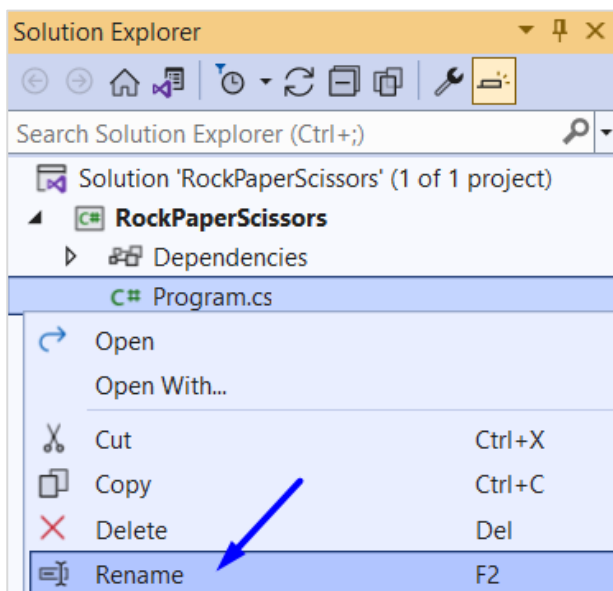 Solution Explorer
Search Solution Explorer (Ctrl+;)
Solution 'RockPaperScissors' (1 of 1 project)
C# RockPaperScissors
Dependencies
C# Program.cs
Open
Open With...
Cut Ctrl+X
Copy Ctrl+C
Delete Del
Rename F2